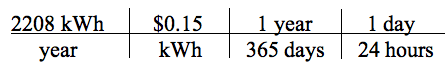 2208 kWh $0.15 1 year 1 day
year kWh 365 days 24 hours